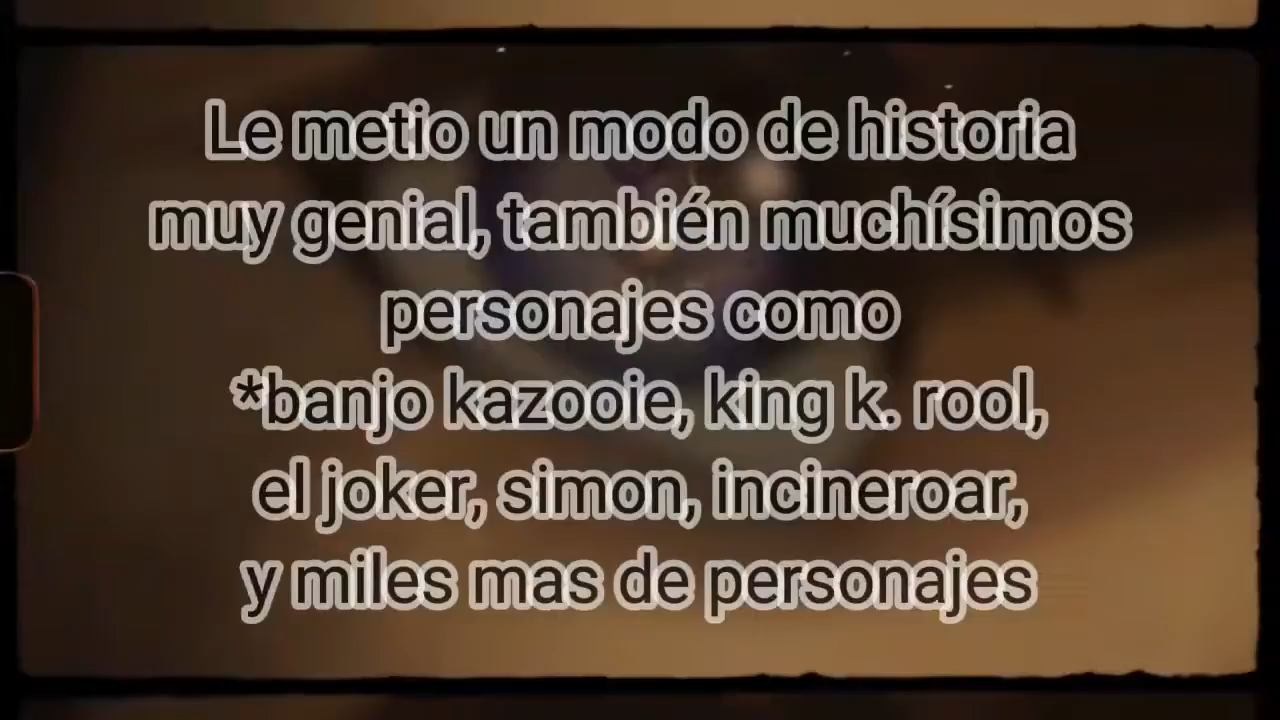 Le metio un modo de historia
muy genial, también muchísimos
personajes como
*banjo kazooie, king k. rool,
el joker, simon, incineroar,
y miles mas de personajes